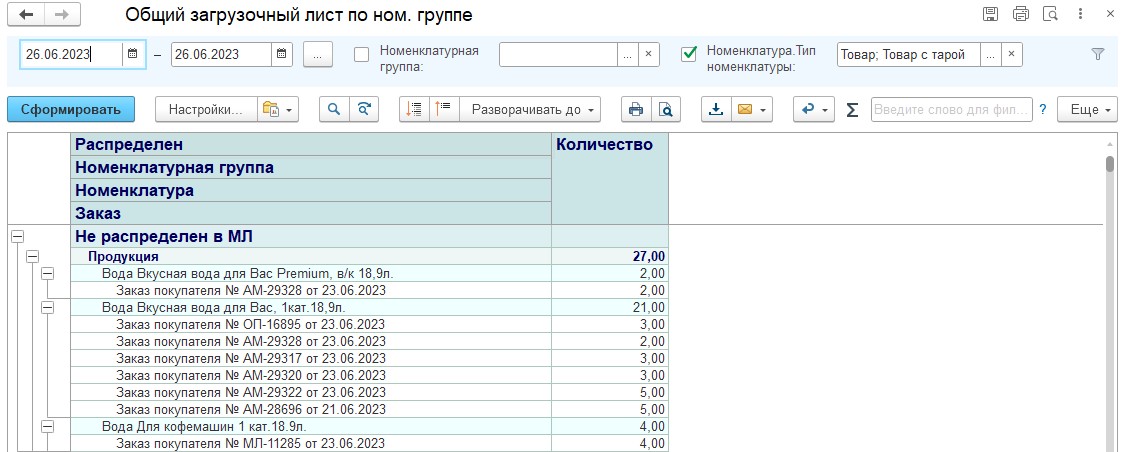 Общий загрузочный лист по ном. группе
26.06.2023 – 26.06.2023 ... Номенклатурная группа: ... × Номенклатура.Тип номенклатуры: Товар; Товар с тарой ... ×
Сформировать Настройки... Разворачивать до Σ Введите слово для фил... ? Еще
Распределен Количество
Номенклатурная группа
Номенклатура
Заказ
Не распределен в МЛ
Продукция 27,00
Вода Вкусная вода для Вас Premium, в/к 18,9л. 2,00
Заказ покупателя № АМ-29328 от 23.06.2023 2,00
Вода Вкусная вода для Вас, 1кат.18,9л. 21,00
Заказ покупателя № ОП-16895 от 23.06.2023 3,00
Заказ покупателя № АМ-29328 от 23.06.2023 2,00
Заказ покупателя № АМ-29317 от 23.06.2023 3,00
Заказ покупателя № АМ-29320 от 23.06.2023 3,00
Заказ покупателя № АМ-29322 от 23.06.2023 5,00
Заказ покупателя № АМ-28696 от 21.06.2023 5,00
Вода Для кофемашин 1 кат.18.9л. 4,00
Заказ покупателя № МЛ-11285 от 23.06.2023 4,00